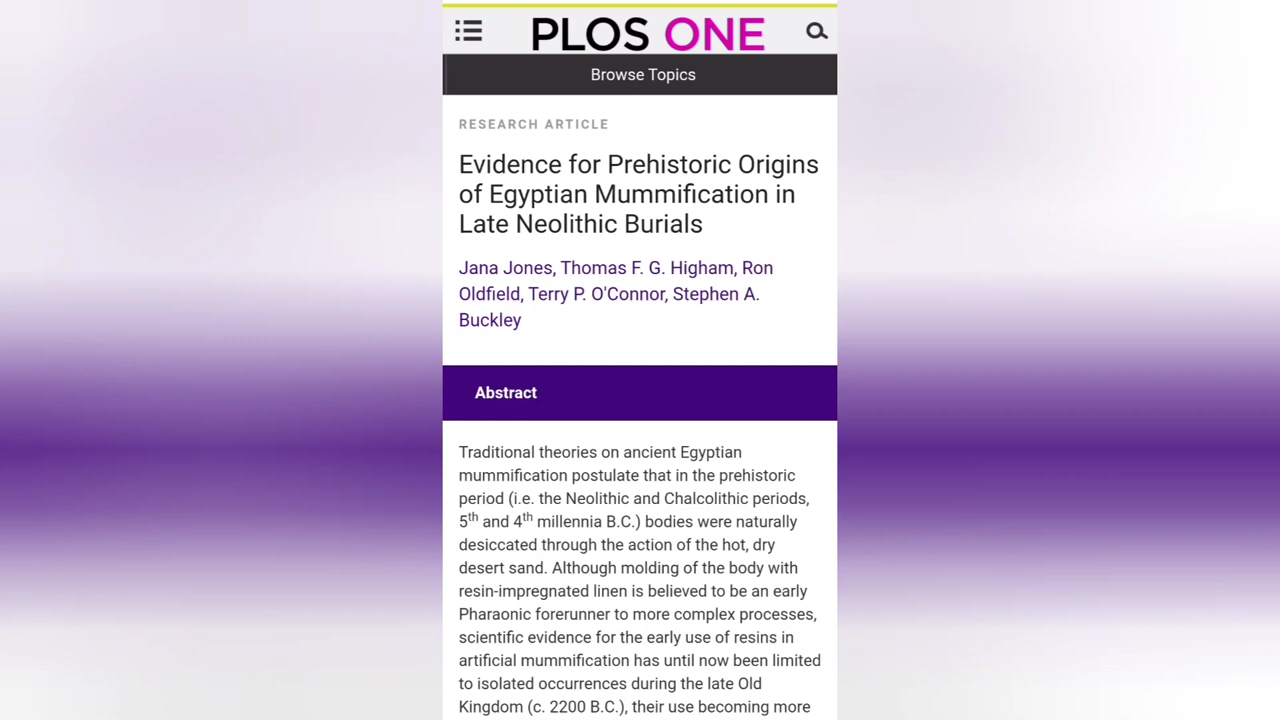 PLOS ONE
Browse Topics
RESEARCH ARTICLE
Evidence for Prehistoric Origins
of Egyptian Mummification in
Late Neolithic Burials
Jana Jones, Thomas F. G. Higham, Ron
Oldfield, Terry P. O'Connor, Stephen A.
Buckley
Abstract
Traditional theories on ancient Egyptian
mummification postulate that in the prehistoric
period (i.e. the Neolithic and Chalcolithic periods,
5th and 4th millennia B.C.) bodies were naturally
desiccated through the action of the hot, dry
desert sand. Although molding of the body with
resin-impregnated linen is believed to be an early
Pharaonic forerunner to more complex processes,
scientific evidence for the early use of resins in
artificial mummification has until now been limited
to isolated occurrences during the late Old
Kingdom (c. 2200 B.C.), their use becoming more